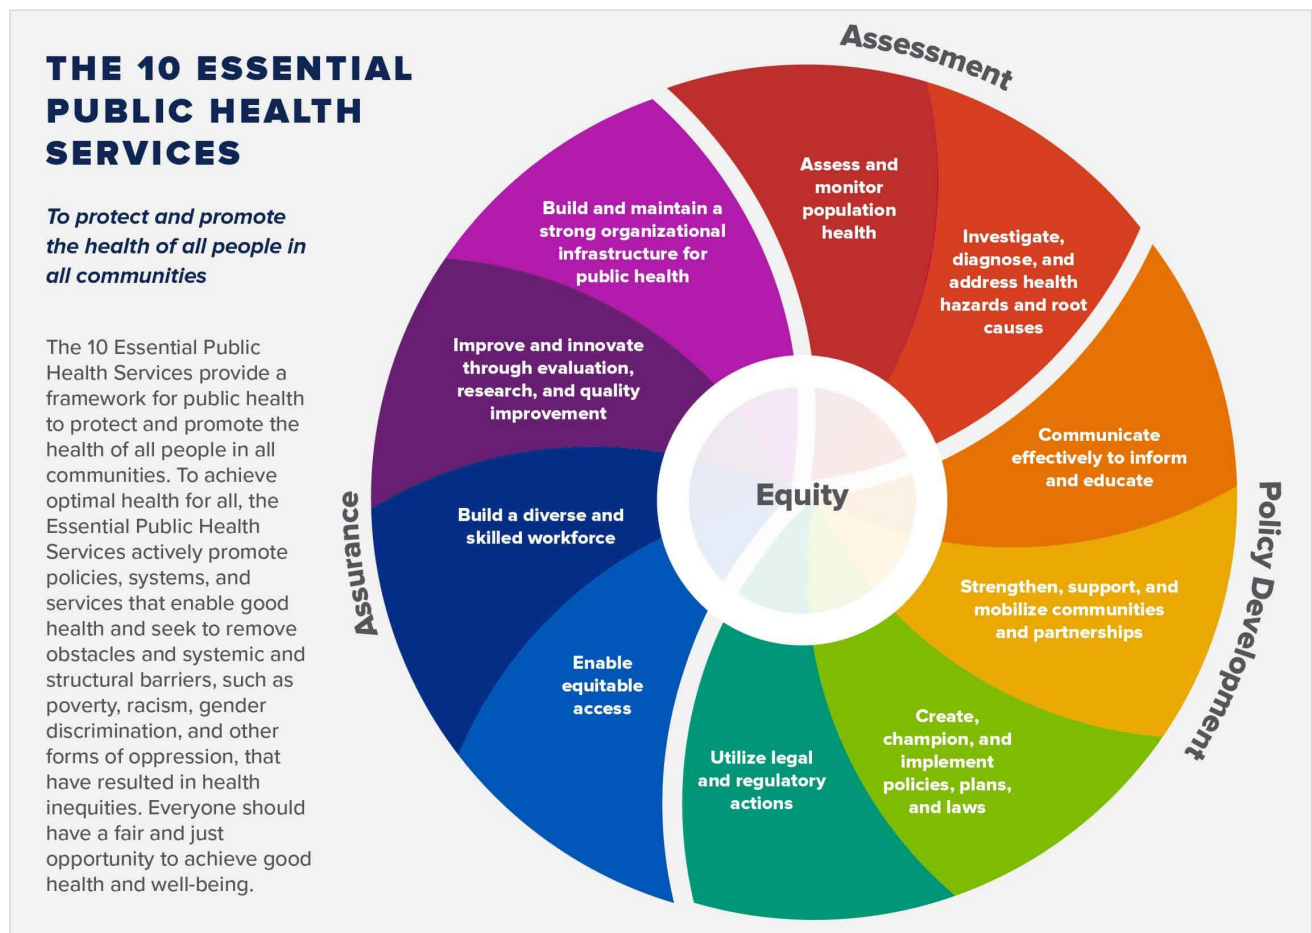 THE 10 ESSENTIAL
PUBLIC HEALTH
SERVICES
To protect and promote
the health of all people in
all communities
The 10 Essential Public
Health Services provide a
framework for public health
to protect and promote the
health of all people in all
communities. To achieve
optimal health for all, the
Essential Public Health
Services actively promote
policies, systems, and
services that enable good
health and seek to remove
obstacles and systemic and
structural barriers, such as
poverty, racism, gender
discrimination, and other
forms of oppression, that
have resulted in health
inequities. Everyone should
have a fair and just
opportunity to achieve good
health and well-being.
Assessment
Assess and
monitor
population
health
Investigate,
diagnose, and
address health
hazards and root
causes
Policy Development
Communicate
effectively to inform
and educate
Strengthen, support, and
mobilize communities
and partnerships
Create,
champion, and
implement
policies, plans,
and laws
Utilize legal
and regulatory
actions
Assurance
Enable
equitable
access
Build a diverse and
skilled workforce
Improve and innovate
through evaluation,
research, and quality
improvement
Build and maintain a
strong organizational
infrastructure for
public health
Equity